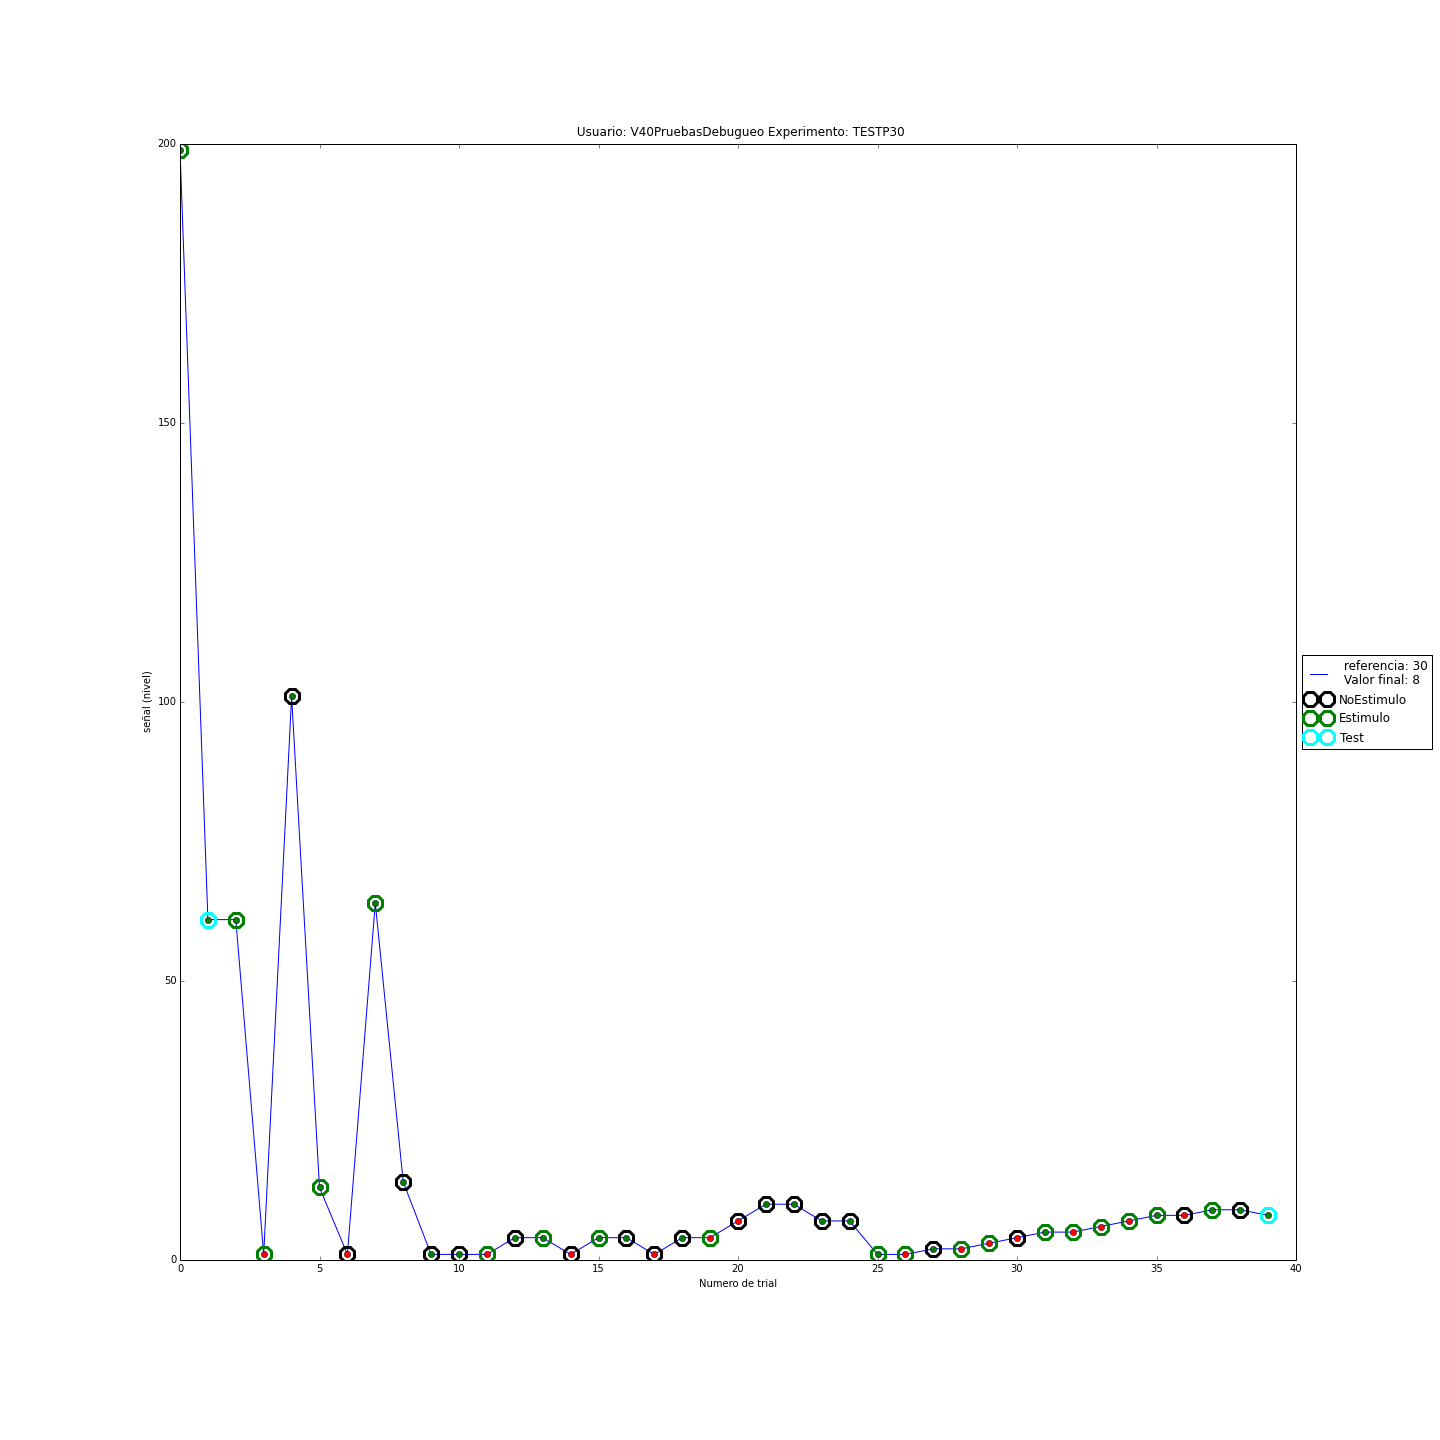 Usuario: V40PruebasDebugueo Experimento: TESTP30
200
150
100
50
0
señal (nivel)
0 5 10 15 20 25 30 35 40
Numero de trial
referencia: 30
Valor final: 8
NoEstimulo
Estimulo
Test